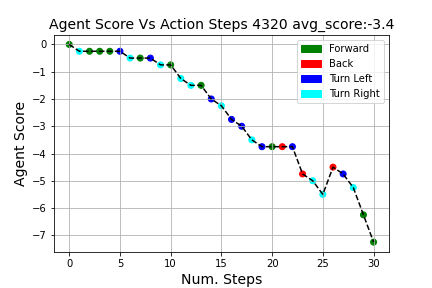 Agent Score Vs Action Steps 4320 avg_score:-3.4
Agent Score
0
−1
−2
−3
−4
−5
−6
−7
Forward
Back
Turn Left
Turn Right
0 5 10 15 20 25 30
Num. Steps